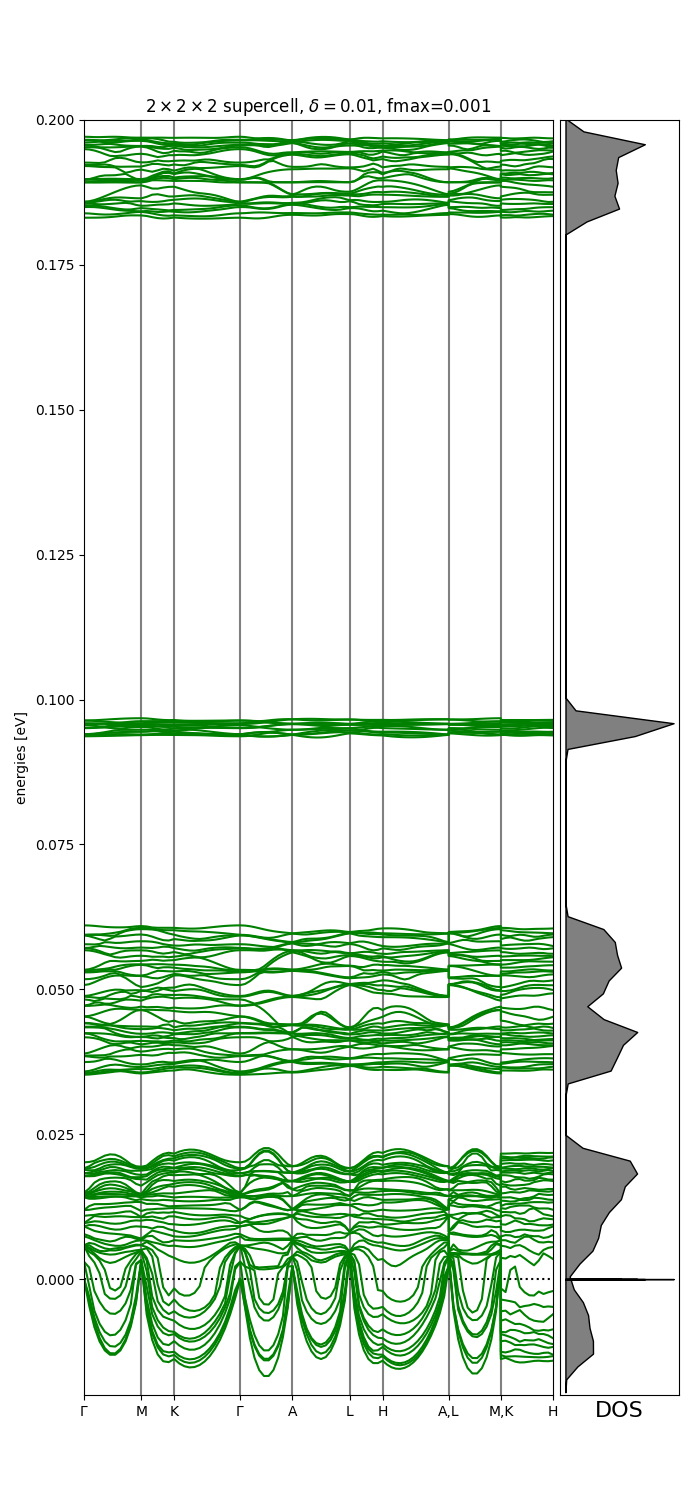 2 × 2 × 2 supercell, δ = 0.01, fmax=0.001
0.200
0.175
0.150
0.125
0.100
0.075
0.050
0.025
0.000
energies [eV]
Γ M K Γ A L H A,L M,K H
DOS